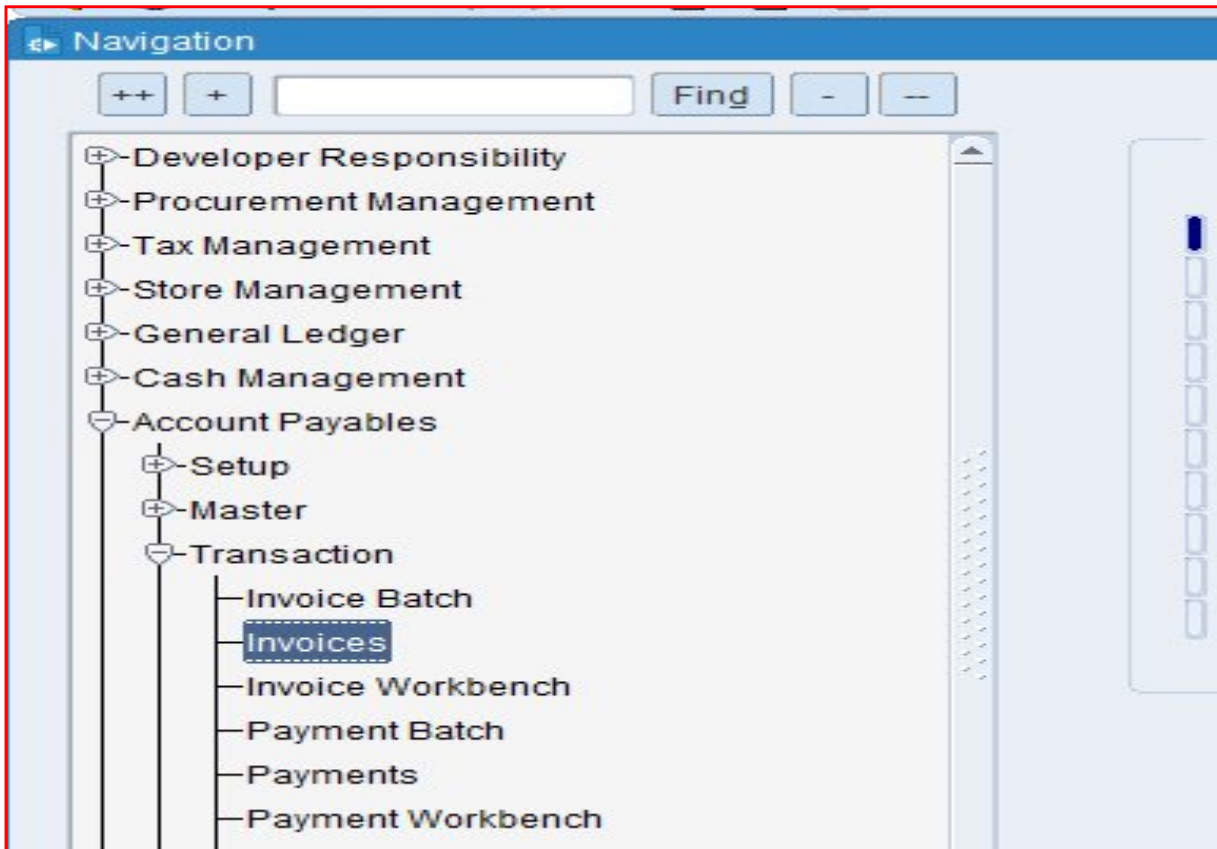 Navigation
++ + Find - --
Developer Responsibility
Procurement Management
Tax Management
Store Management
General Ledger
Cash Management
Account Payables
Setup
Master
Transaction
Invoice Batch
Invoices
Invoice Workbench
Payment Batch
Payments
Payment Workbench